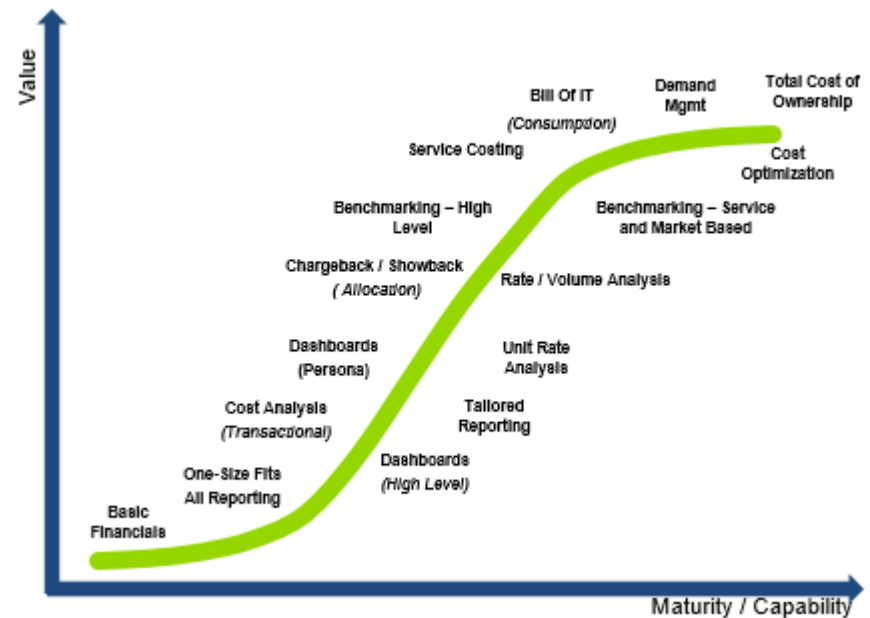 Value
Bill Of IT
(Consumption)
Demand
Mgmt
Total Cost of
Ownership
Service Costing
Cost
Optimization
Benchmarking – High
Level
Benchmarking – Service
and Market Based
Chargeback / Showback
( Allocation)
Rate / Volume Analysis
Dashboards
(Persona)
Unit Rate
Analysis
Cost Analysis
(Transactional)
Tailored
Reporting
One-Size Fits
All Reporting
Dashboards
(High Level)
Basic
Financials
Maturity / Capability